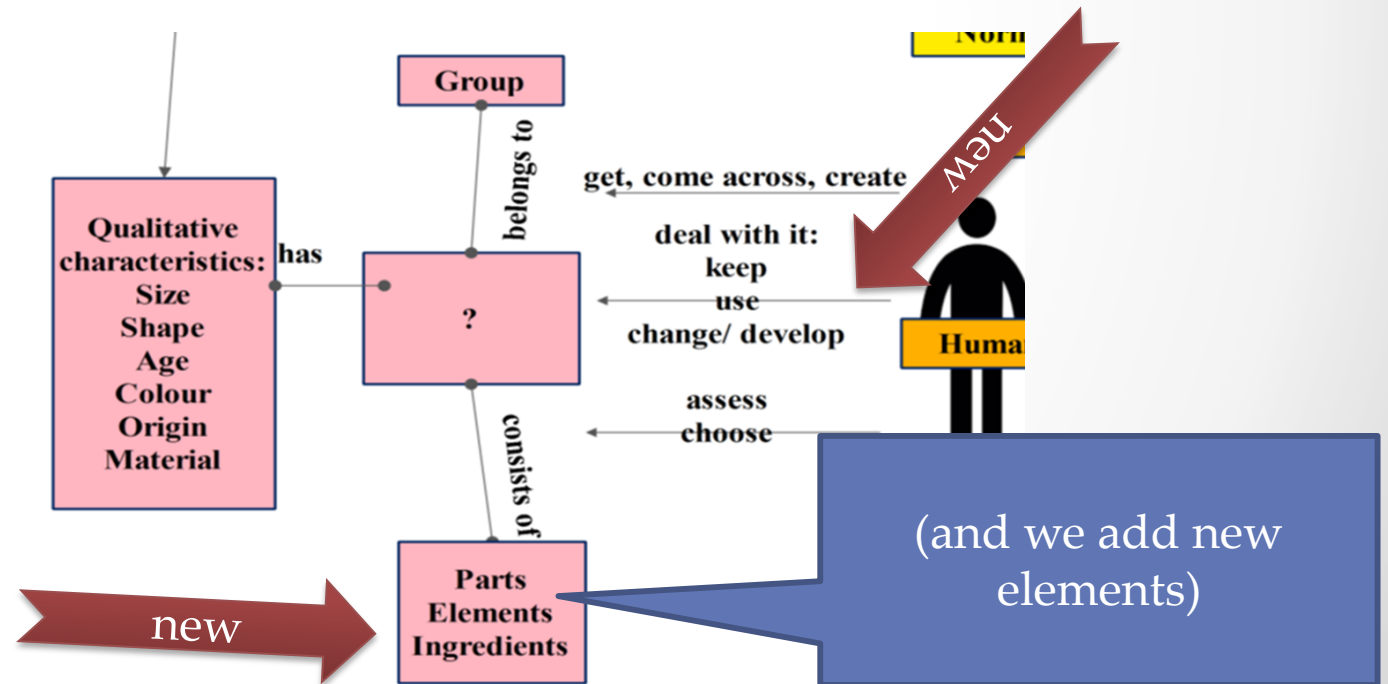 Group
new
belongs to
get, come across, create
Qualitative
characteristics:
Size
Shape
Age
Colour
Origin
Material
has
?
deal with it:
keep
use
change/ develop
assess
choose
consists of
Parts
Elements
Ingredients
new
(and we add new
elements)